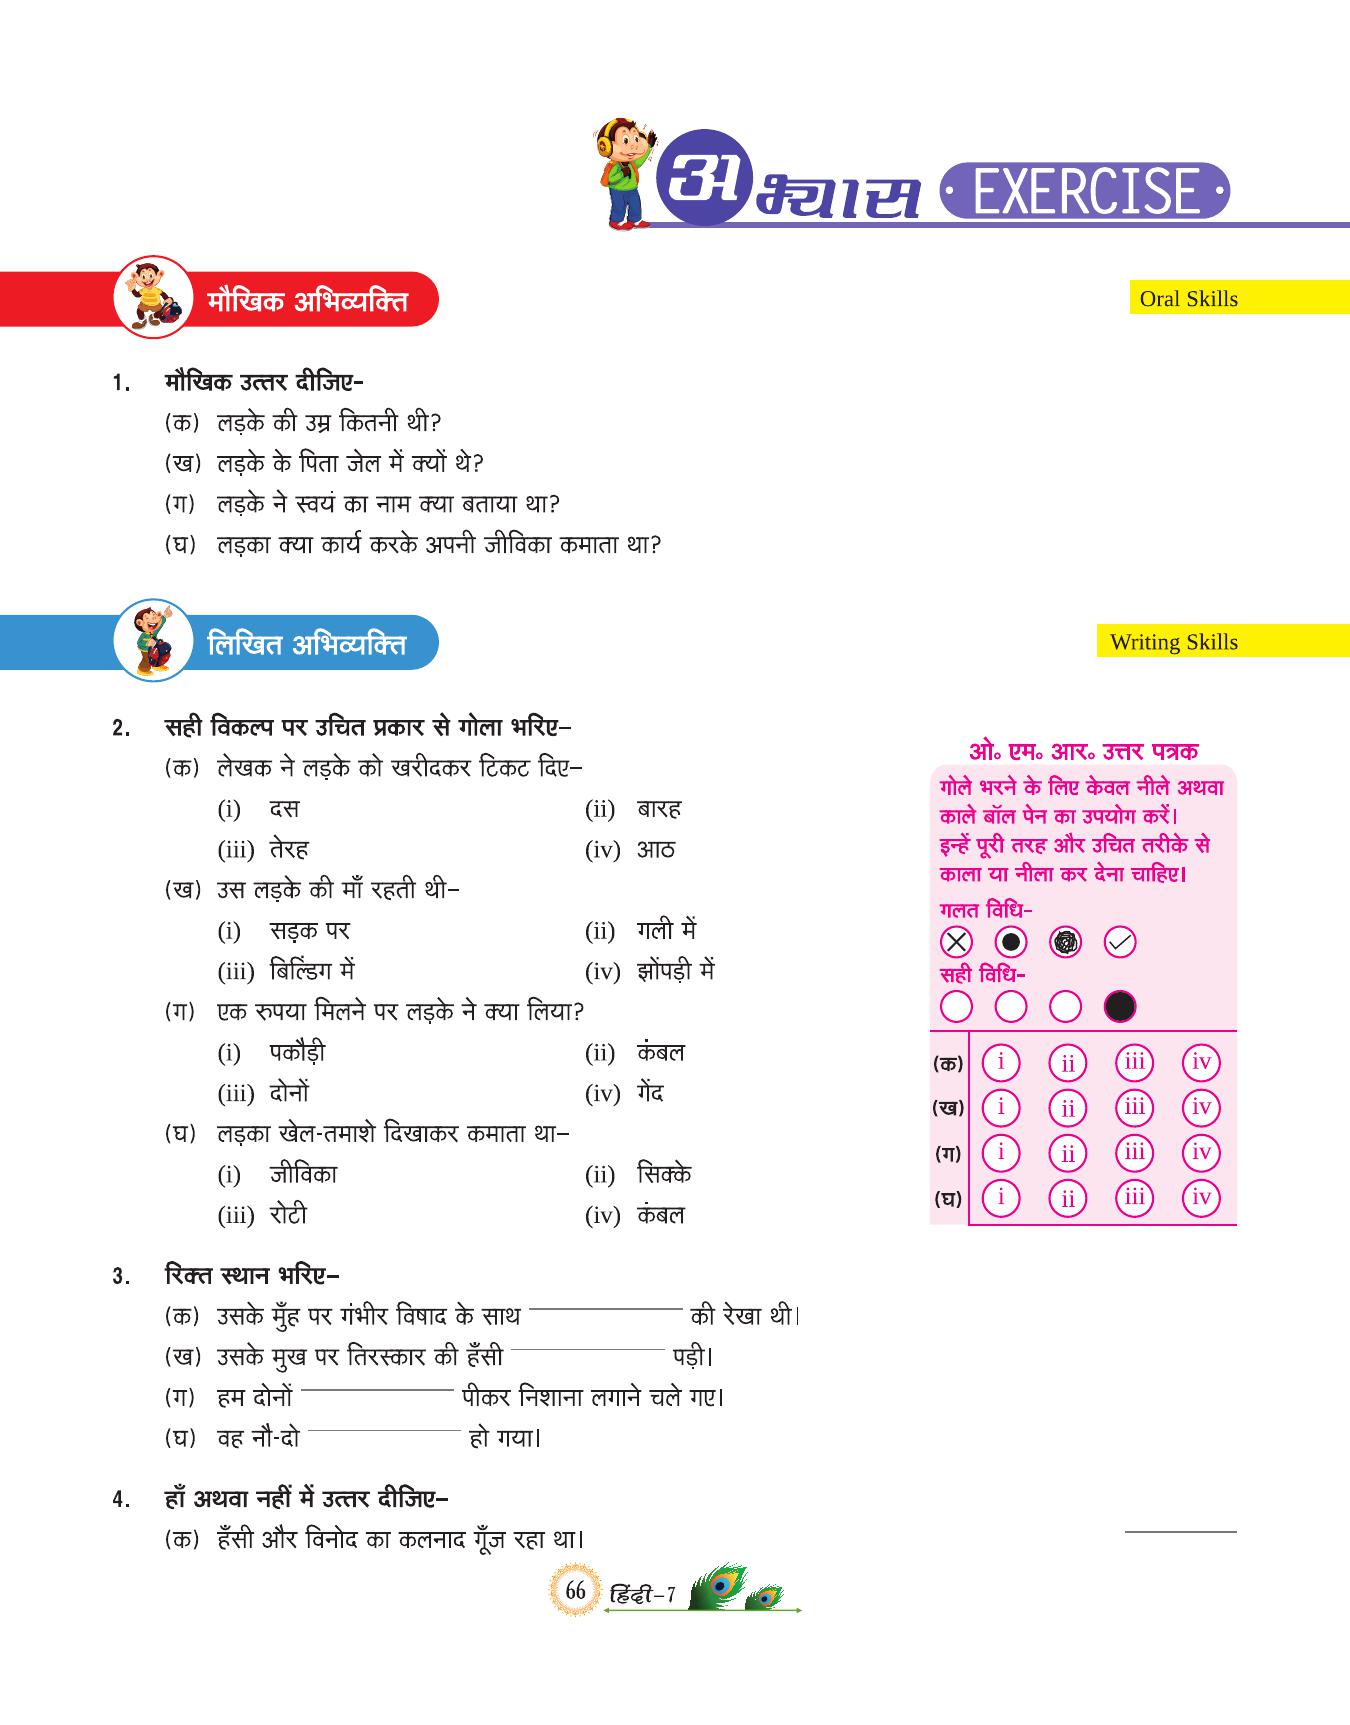 अभ्यास EXERCISE
मौखिक अभिव्यक्ति
Oral Skills
1. मौखिक उत्तर दीजिए–
(क) लड़के की उम्र कितनी थी?
(ख) लड़के के पिता जेल में क्यों थे?
(ग) लड़के ने स्वयं का नाम क्या बताया था?
(घ) लड़का क्या कार्य करके अपनी जीविका कमाता था?
लिखित अभिव्यक्ति
Writing Skills
2. सही विकल्प पर उचित प्रकार से गोला भरिए–
(क) लेखक ने लड़के को खरीदकर टिकट दिए–
(i) दस (ii) बारह
(iii) तेरह (iv) आठ
(ख) उस लड़के की माँ रहती थी–
(i) सड़क पर (ii) गली में
(iii) बिल्डिंग में (iv) झोंपड़ी में
(ग) एक रुपया मिलने पर लड़के ने क्या लिया?
(i) पकौड़ी (ii) कंबल
(iii) दोनों (iv) गेंद
(घ) लड़का खेल-तमाशे दिखाकर कमाता था–
(i) जीविका (ii) सिक्के
(iii) रोटी (iv) कंबल
ओ॰ एम॰ आर॰ उत्तर पत्रक
गोले भरने के लिए केवल नीले अथवा
काले बॉल पेन का उपयोग करें।
इन्हें पूरी तरह और उचित तरीके से
काला या नीला कर देना चाहिए।
गलत विधि–
सही विधि–
(क) i ii iii iv
(ख) i ii iii iv
(ग) i ii iii iv
(घ) i ii iii iv
3. रिक्त स्थान भरिए–
(क) उसके मुँह पर गंभीर विषाद के साथ ____________ की रेखा थी।
(ख) उसके मुख पर तिरस्कार की हँसी ____________ पड़ी।
(ग) हम दोनों ____________ पीकर निशाना लगाने चले गए।
(घ) वह नौ-दो ____________ हो गया।
4. हाँ अथवा नहीं में उत्तर दीजिए–
(क) हँसी और विनोद का कलनाद गूँज रहा था। ________
66 हिंदी–7